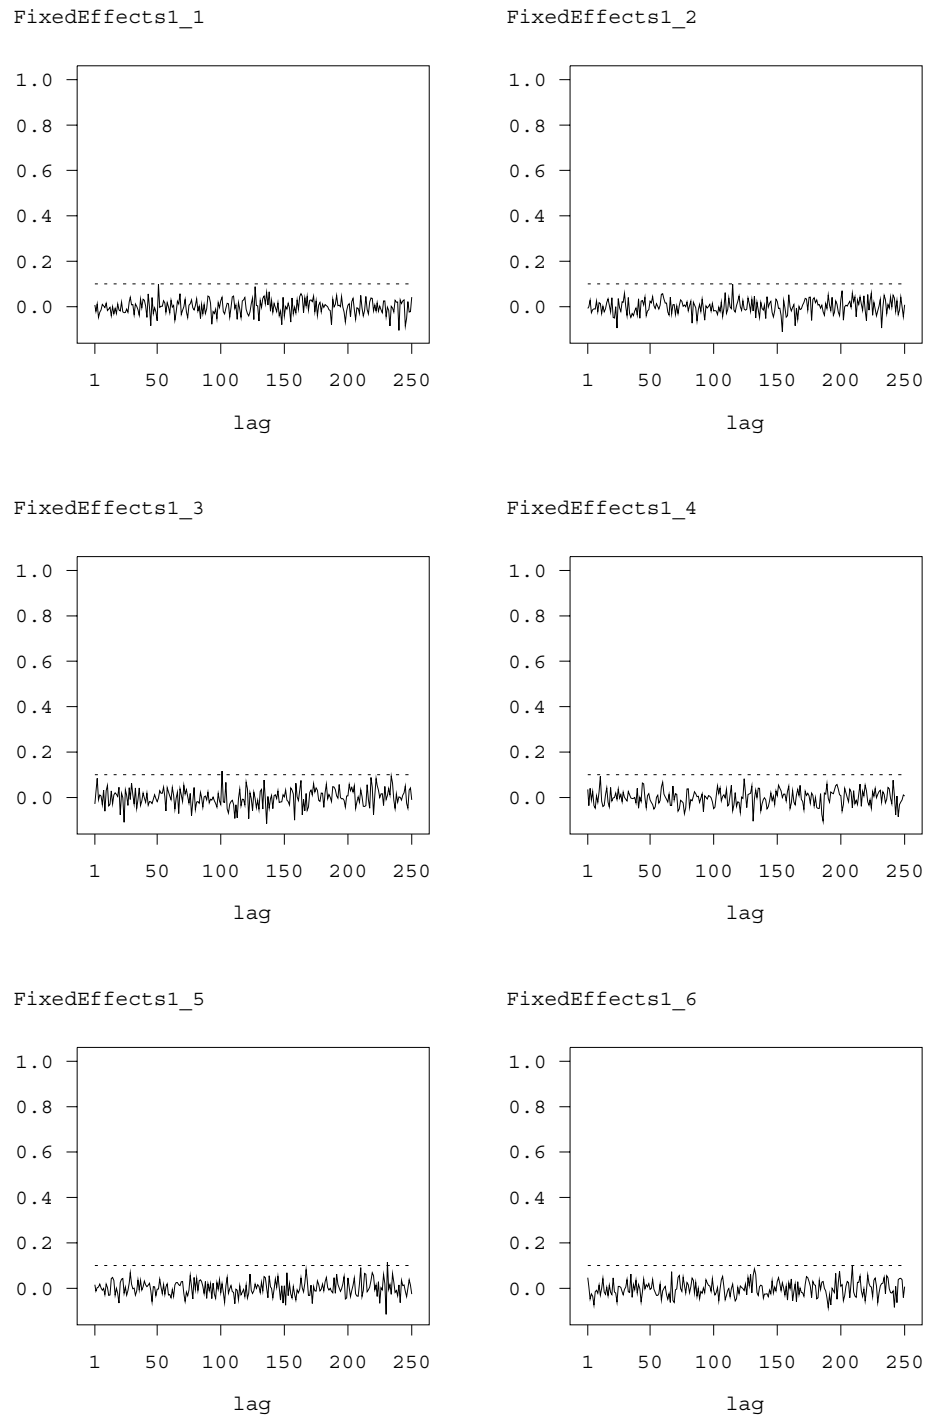 FixedEffects1_1
1.0
0.8
0.6
0.4
0.2
0.0
1 50 100 150 200 250
lag
FixedEffects1_2
1.0
0.8
0.6
0.4
0.2
0.0
1 50 100 150 200 250
lag
FixedEffects1_3
1.0
0.8
0.6
0.4
0.2
0.0
1 50 100 150 200 250
lag
FixedEffects1_4
1.0
0.8
0.6
0.4
0.2
0.0
1 50 100 150 200 250
lag
FixedEffects1_5
1.0
0.8
0.6
0.4
0.2
0.0
1 50 100 150 200 250
lag
FixedEffects1_6
1.0
0.8
0.6
0.4
0.2
0.0
1 50 100 150 200 250
lag